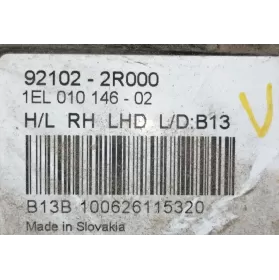 92102 - 2R000
1EL 010 146 - 02
H/L RH LHD L/D:B13
V
B13B 100626115320
Made in Slovakia